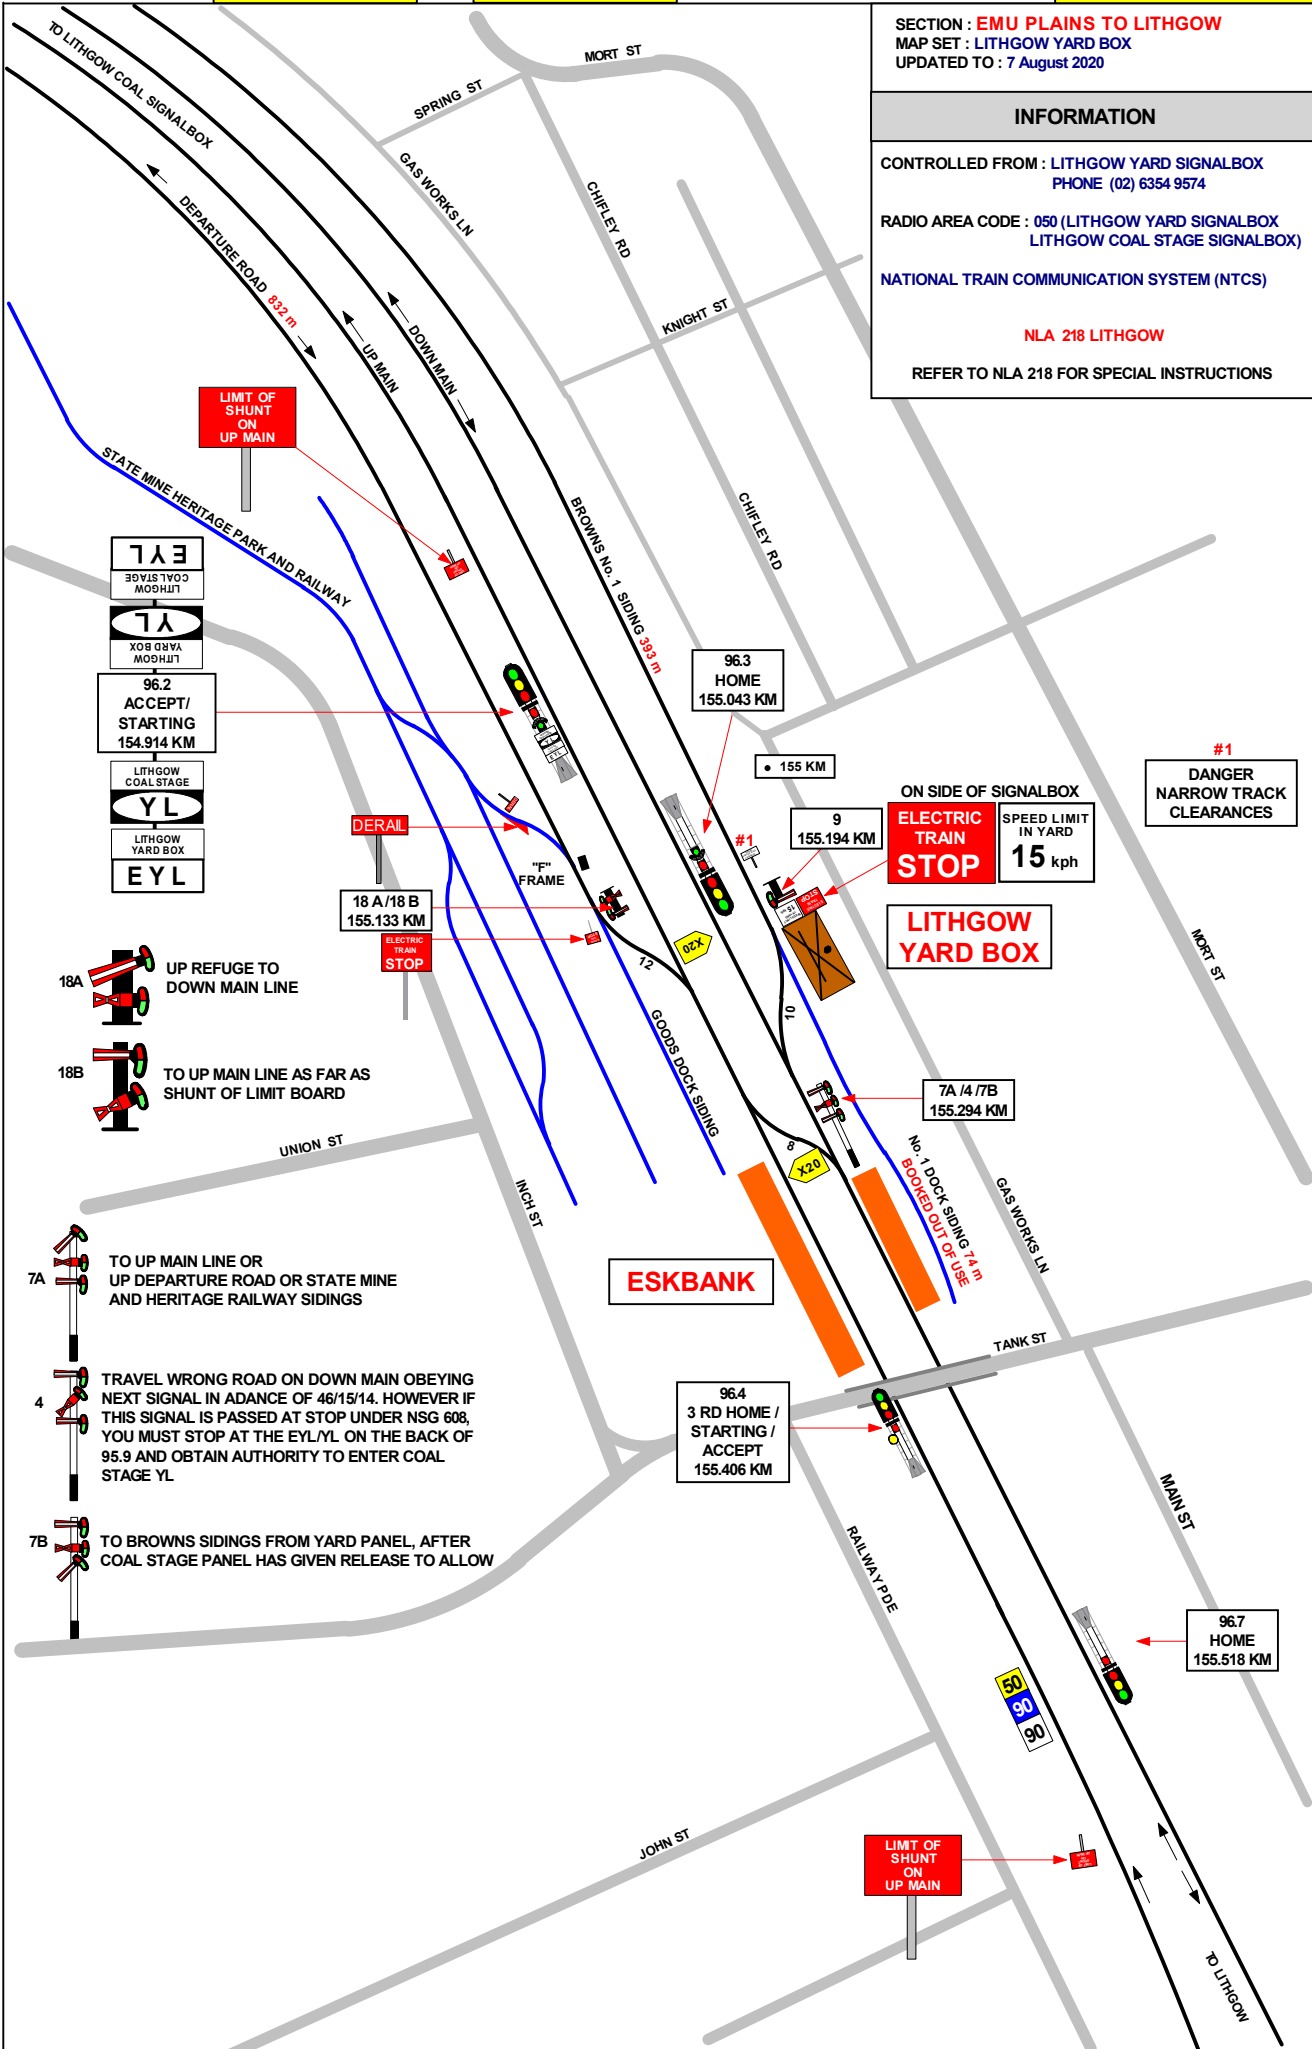 SECTION : EMU PLAINS TO LITHGOW
MAP SET : LITHGOW YARD BOX
UPDATED TO : 7 August 2020
INFORMATION
CONTROLLED FROM : LITHGOW YARD SIGNALBOX
PHONE (02) 6354 9574
RADIO AREA CODE : 050 (LITHGOW YARD SIGNALBOX
LITHGOW COAL STAGE SIGNALBOX)
NATIONAL TRAIN COMMUNICATION SYSTEM (NTCS)
NLA 218 LITHGOW
REFER TO NLA 218 FOR SPECIAL INSTRUCTIONS
TO LITHGOW COAL SIGNALBOX
MORT ST
SPRING ST
GAS WORKS LN
CHIFLEY RD
KNIGHT ST
DEPARTURE ROAD 832 m
UP MAIN
DOWN MAIN
LIMIT OF
SHUNT
ON
UP MAIN
STATE MINE HERITAGE PARK AND RAILWAY
BROWNS No. 1 SIDING 393 m
CHIFLEY RD
EYL
LITHGOW
COAL STAGE
YL
LITHGOW
YARD BOX
96.2
ACCEPT/
STARTING
154.914 KM
LITHGOW
COAL STAGE
YL
LITHGOW
YARD BOX
EYL
YL
EYL
96.3
HOME
155.043 KM
• 155 KM
#1
DANGER
NARROW TRACK
CLEARANCES
ON SIDE OF SIGNALBOX
ELECTRIC
TRAIN
STOP
SPEED LIMIT
IN YARD
15 kph
9
155.194 KM
#1
STOP
15
DERAIL
"F"
FRAME
18 A /18 B
155.133 KM
ELECTRIC
TRAIN
STOP
LITHGOW
YARD BOX
X20
12
10
MORT ST
18A
UP REFUGE TO
DOWN MAIN LINE
18B
TO UP MAIN LINE AS FAR AS
SHUNT OF LIMIT BOARD
GOODS DOCK SIDING
7A /4 /7B
155.294 KM
UNION ST
INCH ST
8
X20
No. 1 DOCK SIDING 74 m
BOOKED OUT OF USE
GAS WORKS LN
7A
TO UP MAIN LINE OR
UP DEPARTURE ROAD OR STATE MINE
AND HERITAGE RAILWAY SIDINGS
ESKBANK
TANK ST
4
TRAVEL WRONG ROAD ON DOWN MAIN OBEYING
NEXT SIGNAL IN ADANCE OF 46/15/14. HOWEVER IF
THIS SIGNAL IS PASSED AT STOP UNDER NSG 608,
YOU MUST STOP AT THE EYL/YL ON THE BACK OF
95.9 AND OBTAIN AUTHORITY TO ENTER COAL
STAGE YL
96.4
3 RD HOME /
STARTING /
ACCEPT
155.406 KM
7B
TO BROWNS SIDINGS FROM YARD PANEL, AFTER
COAL STAGE PANEL HAS GIVEN RELEASE TO ALLOW
MAIN ST
RAILWAY PDE
96.7
HOME
155.518 KM
50
90
90
JOHN ST
LIMIT OF
SHUNT
ON
UP MAIN
TO LITHGOW